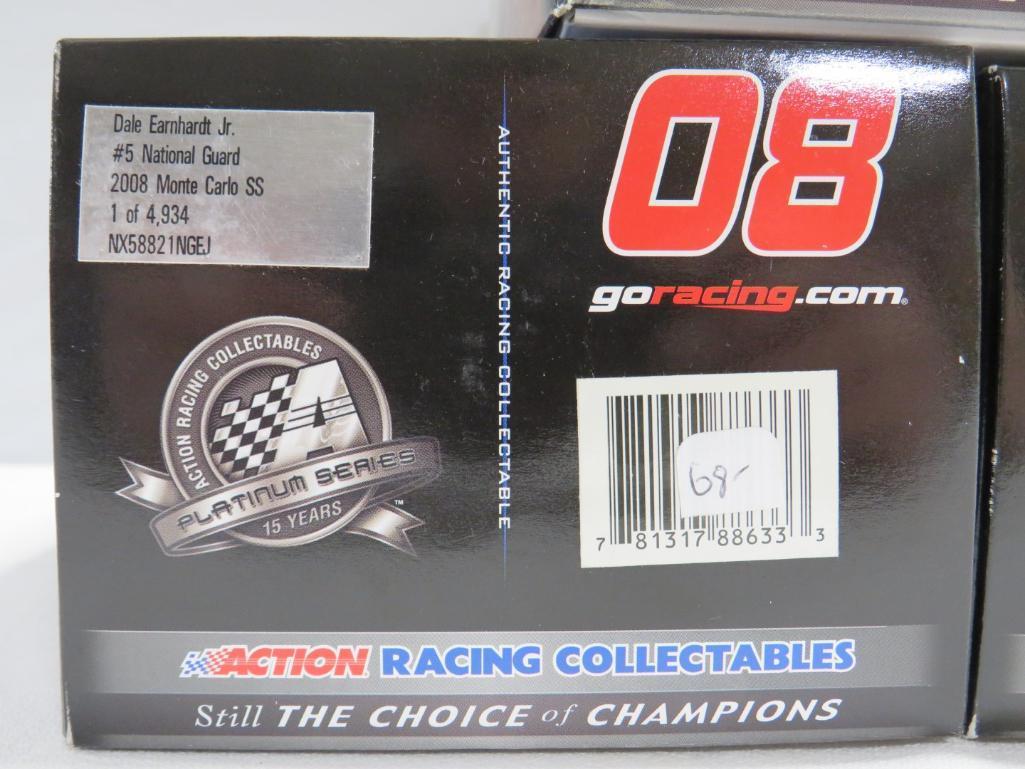 Dale Earnhardt Jr.
#5 National Guard
2008 Monte Carlo SS
1 of 4,934
NX58821NGEJ
ACTION RACING COLLECTABLES
A
PLATINUM SERIES
15 YEARS
TM
AUTHENTIC RACING COLLECTABLE
08
goracing.com®
68-
7 81317 88633 3
ACTION RACING COLLECTABLES
Still THE CHOICE of CHAMPIONS